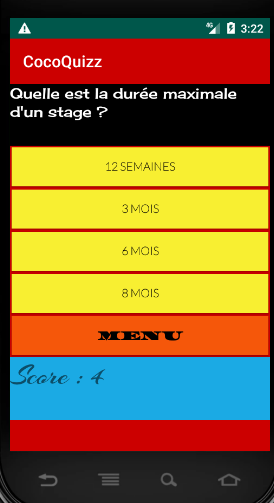 4G 3:22
CocoQuizz
Quelle est la durée maximale
d'un stage ?
12 SEMAINES
3 MOIS
6 MOIS
8 MOIS
MENU
Score : 4